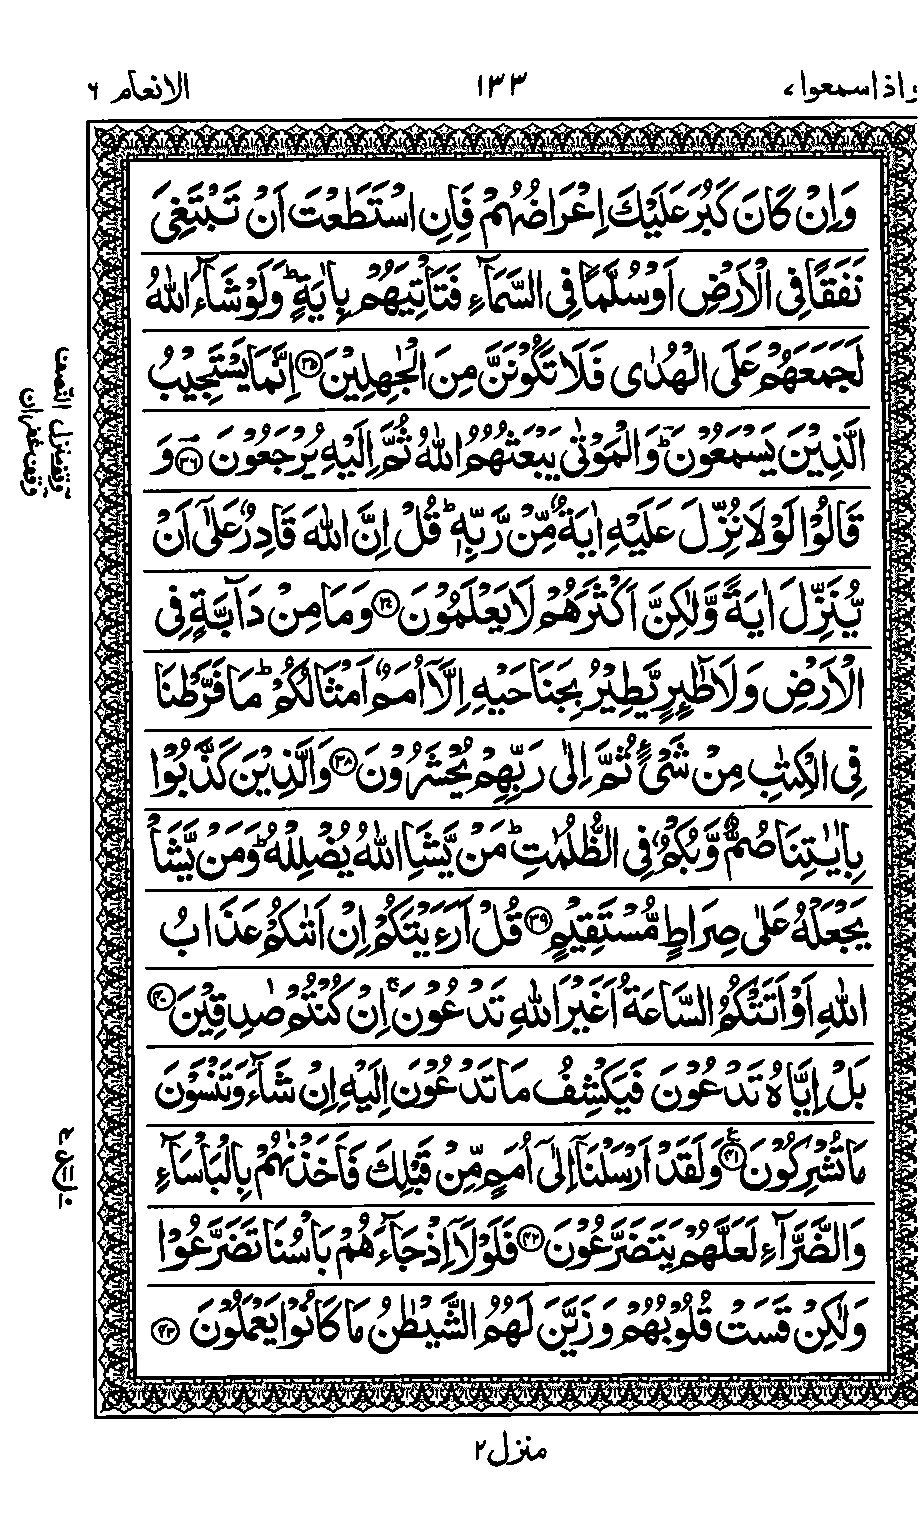 واذاسمعوا ٧ ١٣٣ الانعام ٦
وَاِنْ كَانَ كَبُرَ عَلَيْكَ اِعْرَاضُهُمْ فَاِنِ اسْتَطَعْتَ اَنْ تَبْتَغِيَ
نَفَقًا فِي الْاَرْضِ اَوْ سُلَّمًا فِي السَّمَآءِ فَتَاْتِيَهُمْ بِاٰيَةٍ ؕ وَلَوْ شَآءَ اللّٰهُ
لَجَمَعَهُمْ عَلَى الْهُدٰى فَلَا تَكُوْنَنَّ مِنَ الْجٰهِلِيْنَ ﴿٣٥﴾ اِنَّمَا يَسْتَجِيْبُ
الَّذِيْنَ يَسْمَعُوْنَ ؕ وَالْمَوْتٰى يَبْعَثُهُمُ اللّٰهُ ثُمَّ اِلَيْهِ يُرْجَعُوْنَ ﴿٣٦﴾ وَ
قَالُوْا لَوْلَا نُزِّلَ عَلَيْهِ اٰيَةٌ مِّنْ رَّبِّهٖ ؕ قُلْ اِنَّ اللّٰهَ قَادِرٌ عَلٰٓى اَنْ
يُّنَزِّلَ اٰيَةً وَّلٰكِنَّ اَكْثَرَهُمْ لَا يَعْلَمُوْنَ ﴿٣٧﴾ وَمَا مِنْ دَآبَّةٍ فِي
الْاَرْضِ وَلَا طٰٓئِرٍ يَّطِيْرُ بِجَنَاحَيْهِ اِلَّاۤ اُمَمٌ اَمْثَالُكُمْ ؕ مَا فَرَّطْنَا
فِي الْكِتٰبِ مِنْ شَيْءٍ ثُمَّ اِلٰى رَبِّهِمْ يُحْشَرُوْنَ ﴿٣٨﴾ وَالَّذِيْنَ كَذَّبُوْا
بِاٰيٰتِنَا صُمٌّ وَّبُكْمٌ فِي الظُّلُمٰتِ ؕ مَنْ يَّشَاِ اللّٰهُ يُضْلِلْهُ ؕ وَمَنْ يَّشَاْ
يَجْعَلْهُ عَلٰى صِرَاطٍ مُّسْتَقِيْمٍ ﴿٣٩﴾ قُلْ اَرَءَيْتَكُمْ اِنْ اَتٰىكُمْ عَذَابُ
اللّٰهِ اَوْ اَتَتْكُمُ السَّاعَةُ اَغَيْرَ اللّٰهِ تَدْعُوْنَ ۚ اِنْ كُنْتُمْ صٰدِقِيْنَ ﴿٤٠﴾
بَلْ اِيَّاهُ تَدْعُوْنَ فَيَكْشِفُ مَا تَدْعُوْنَ اِلَيْهِ اِنْ شَآءَ وَتَنْسَوْنَ
مَا تُشْرِكُوْنَ ﴿٤١﴾ وَلَقَدْ اَرْسَلْنَاۤ اِلٰٓى اُمَمٍ مِّنْ قَبْلِكَ فَاَخَذْنٰهُمْ بِالْبَاْسَآءِ
وَالضَّرَّآءِ لَعَلَّهُمْ يَتَضَرَّعُوْنَ ﴿٤٢﴾ فَلَوْلَاۤ اِذْ جَآءَهُمْ بَاْسُنَا تَضَرَّعُوْا
وَلٰكِنْ قَسَتْ قُلُوْبُهُمْ وَزَيَّنَ لَهُمُ الشَّيْطٰنُ مَا كَانُوْا يَعْمَلُوْنَ ﴿٤٣﴾
منزل ٢
وقف منزل
وقف غفران